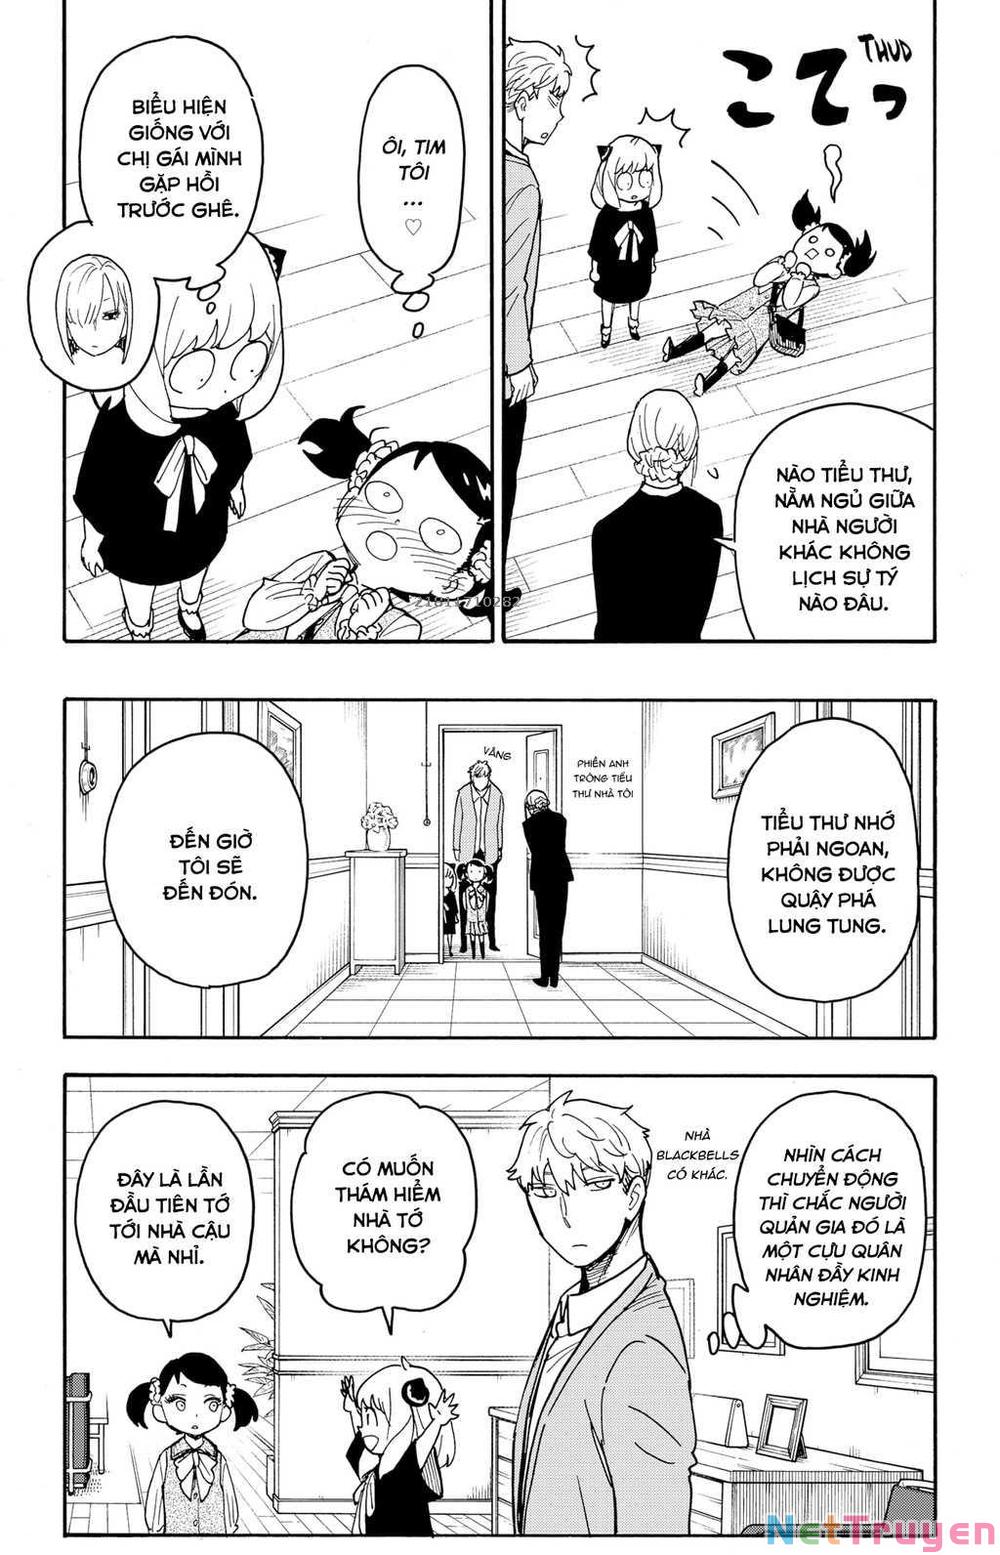 THUD
こてっ
NÀO TIỂU THƯ,
NẰM NGỦ GIỮA
NHÀ NGƯỜI
KHÁC KHÔNG
LỊCH SỰ TÝ
NÀO ĐÂU.
ÔI, TIM
TÔI
...
♡
BIỂU HIỆN
GIỐNG VỚI
CHỊ GÁI MÌNH
GẶP HỒI
TRƯỚC GHÊ.
21811710282
TIỂU THƯ NHỚ
PHẢI NGOAN,
KHÔNG ĐƯỢC
QUẬY PHÁ
LUNG TUNG.
PHIỀN ANH
TRÔNG TIỂU
THƯ NHÀ TÔI
VÂNG
ĐẾN GIỜ
TÔI SẼ
ĐẾN ĐÓN.
NHÌN CÁCH
CHUYỂN ĐỘNG
THÌ CHẮC NGƯỜI
QUẢN GIA ĐÓ LÀ
MỘT CỰU QUÂN
NHÂN ĐẦY KINH
NGHIỆM.
NHÀ
BLACKBELLS
CÓ KHÁC.
CÓ MUỐN
THÁM HIỂM
NHÀ TỚ
KHÔNG?
ĐÂY LÀ LẦN
ĐẦU TIÊN TỚ
TỚI NHÀ CẬU
MÀ NHỈ.
NetTruyen